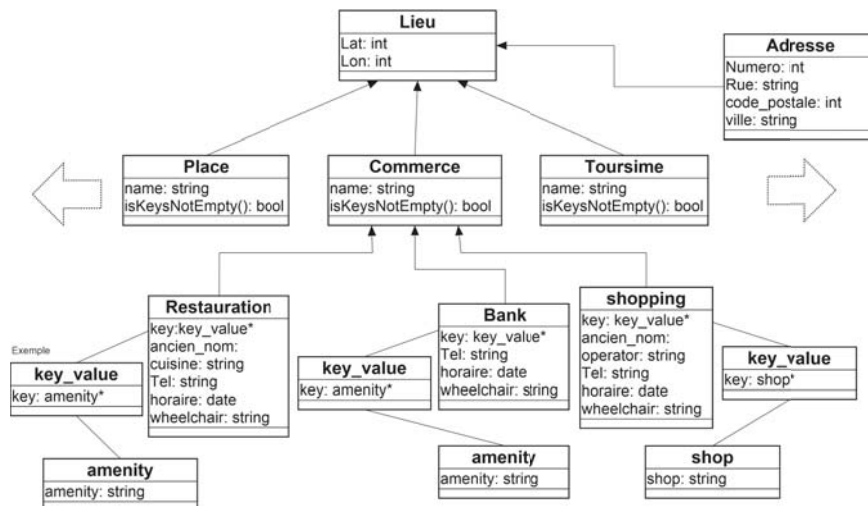 Lieu
Lat: int
Lon: int
Adresse
Numero: int
Rue: string
code_postale: int
ville: string
Place
name: string
isKeysNotEmpty(): bool
Commerce
name: string
isKeysNotEmpty(): bool
Toursime
name: string
isKeysNotEmpty(): bool
Restauration
key:key_value*
ancien_nom:
cuisine: string
Tel: string
horaire: date
wheelchair: string
Bank
key: key_value*
Tel: string
horaire: date
wheelchair: string
shopping
key: key_value*
ancien_nom:
operator: string
Tel: string
horaire: date
wheelchair: string
Exemple
key_value
key: amenity*
key_value
key: amenity*
key_value
key: shop*
amenity
amenity: string
amenity
amenity: string
shop
shop: string